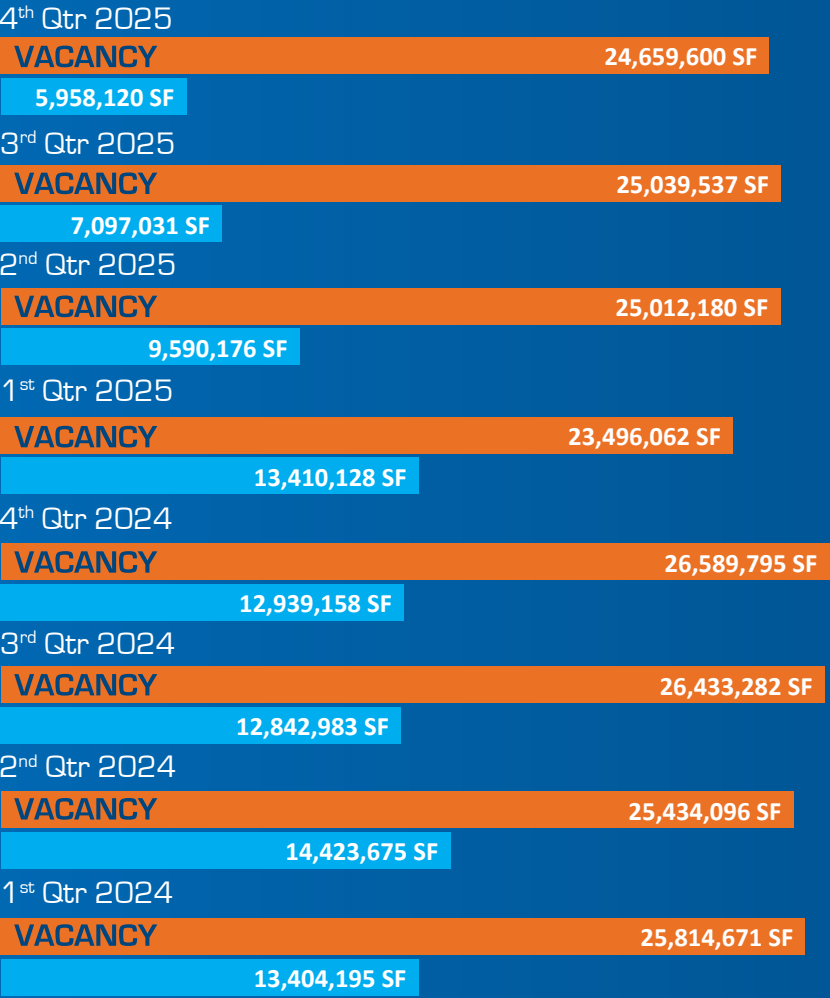 4th Qtr 2025
VACANCY 24,659,600 SF
5,958,120 SF
3rd Qtr 2025
VACANCY 25,039,537 SF
7,097,031 SF
2nd Qtr 2025
VACANCY 25,012,180 SF
9,590,176 SF
1st Qtr 2025
VACANCY 23,496,062 SF
13,410,128 SF
4th Qtr 2024
VACANCY 26,589,795 SF
12,939,158 SF
3rd Qtr 2024
VACANCY 26,433,282 SF
12,842,983 SF
2nd Qtr 2024
VACANCY 25,434,096 SF
14,423,675 SF
1st Qtr 2024
VACANCY 25,814,671 SF
13,404,195 SF